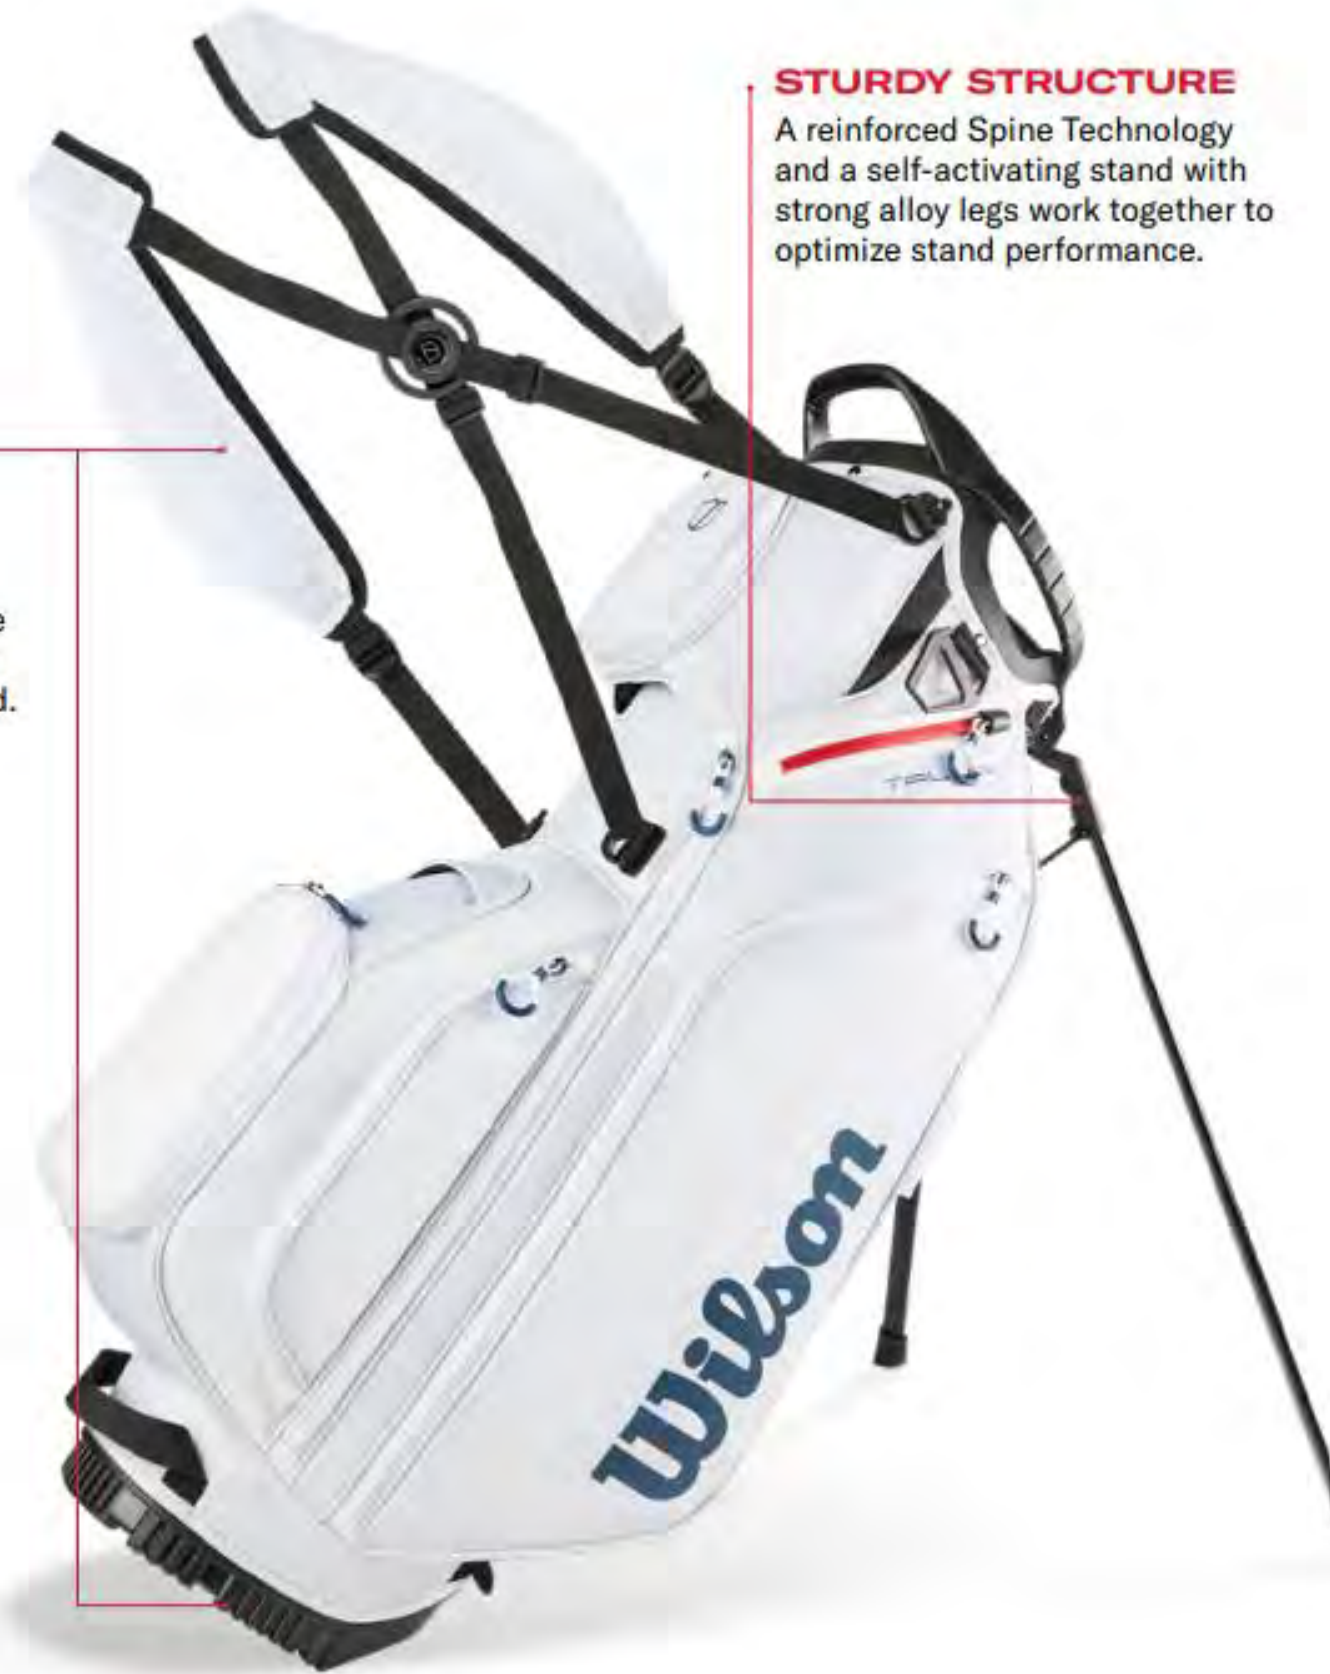 STURDY STRUCTURE
A reinforced Spine Technology
and a self-activating stand with
strong alloy legs work together to
optimize stand performance.
e
d.
Wilson